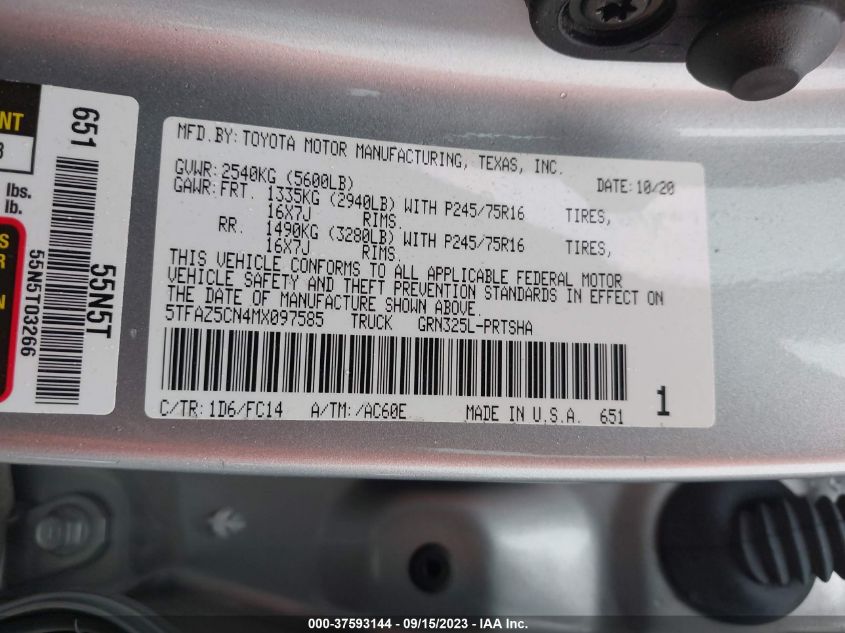 NT
3
lbs.
lb.
S
R
N
651
55N5T
55N5T03266
MFD.BY: TOYOTA MOTOR MANUFACTURING, TEXAS, INC.
GVWR: 2540KG (5600LB) DATE: 10/20
GAWR: FRT. 1335KG (2940LB) WITH P245/75R16 TIRES,
16X7J RIMS.
RR. 1490KG (3280LB) WITH P245/75R16 TIRES,
16X7J RIMS.
THIS VEHICLE CONFORMS TO ALL APPLICABLE FEDERAL MOTOR
VEHICLE SAFETY AND THEFT PREVENTION STANDARDS IN EFFECT ON
THE DATE OF MANUFACTURE SHOWN ABOVE.
5TFAZ5CN4MX097585 TRUCK GRN325L-PRTSHA
1
C/TR: 1D6/FC14 A/TM: /AC60E MADE IN U.S.A. 651
000-37593144 - 09/15/2023 - IAA Inc.